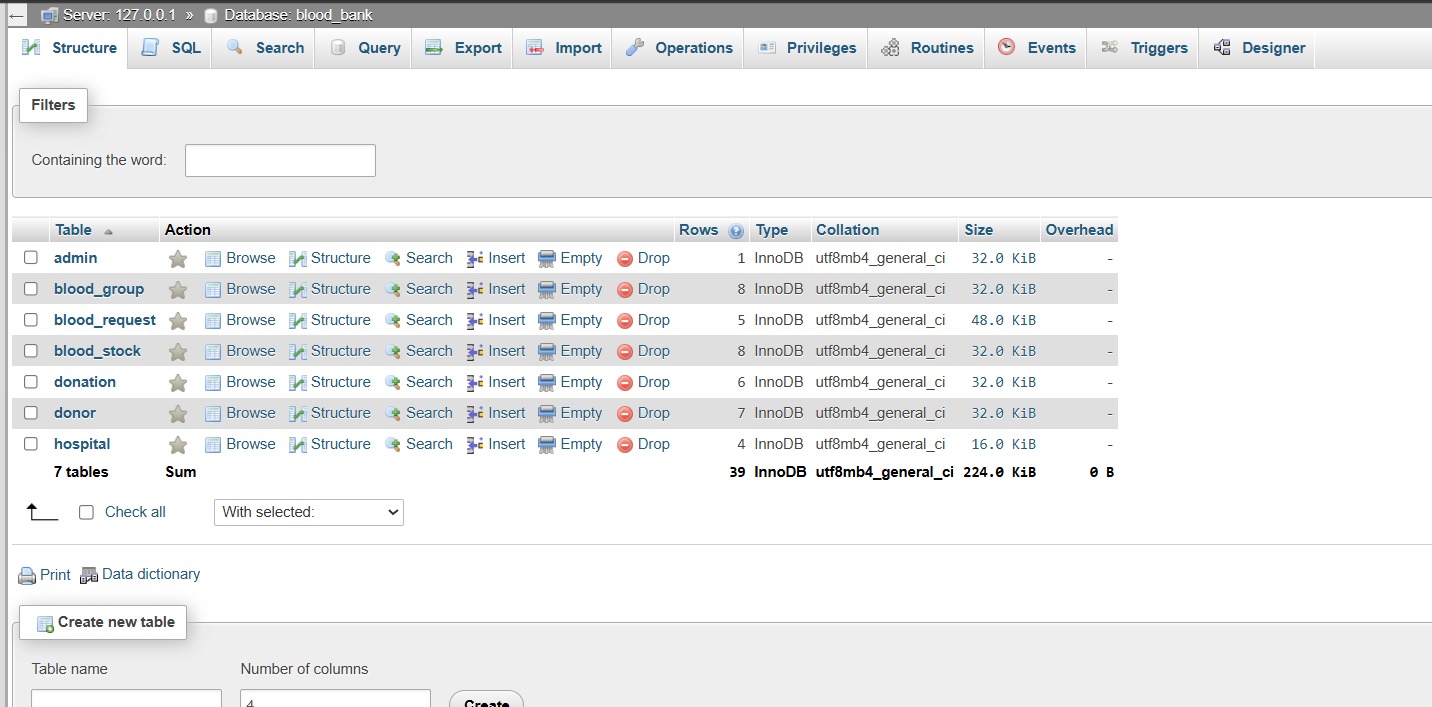 Server: 127.0.0.1 » Database: blood_bank
Structure SQL Search Query Export Import Operations Privileges Routines Events Triggers Designer
Filters
Containing the word:
Table Action Rows Type Collation Size Overhead
admin Browse Structure Search Insert Empty Drop 1 InnoDB utf8mb4_general_ci 32.0 KiB -
blood_group Browse Structure Search Insert Empty Drop 8 InnoDB utf8mb4_general_ci 32.0 KiB -
blood_request Browse Structure Search Insert Empty Drop 5 InnoDB utf8mb4_general_ci 48.0 KiB -
blood_stock Browse Structure Search Insert Empty Drop 8 InnoDB utf8mb4_general_ci 32.0 KiB -
donation Browse Structure Search Insert Empty Drop 6 InnoDB utf8mb4_general_ci 32.0 KiB -
donor Browse Structure Search Insert Empty Drop 7 InnoDB utf8mb4_general_ci 32.0 KiB -
hospital Browse Structure Search Insert Empty Drop 4 InnoDB utf8mb4_general_ci 16.0 KiB -
7 tables Sum 39 InnoDB utf8mb4_general_ci 224.0 KiB 0 B
Check all With selected:
Print Data dictionary
Create new table
Table name Number of columns
4 Create